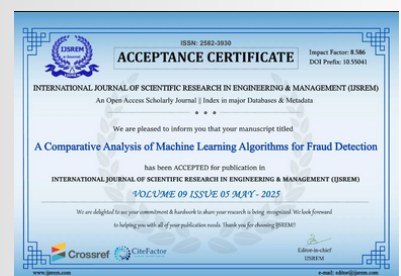 IJSREM
ISSN: 2582-3930
ACCEPTANCE CERTIFICATE
Impact Factor: 8.586
DOI Prefix: 10.55041
INTERNATIONAL JOURNAL OF SCIENTIFIC RESEARCH IN ENGINEERING & MANAGEMENT (IJSREM)
An Open Access Scholarly Journal || Index in major Databases & Metadata
We are pleased to inform you that your manuscript titled
A Comparative Analysis of Machine Learning Algorithms for Fraud Detection
has been ACCEPTED for publication in
INTERNATIONAL JOURNAL OF SCIENTIFIC RESEARCH IN ENGINEERING & MANAGEMENT (IJSREM)
VOLUME 09 ISSUE 05 MAY - 2025
We are delighted to see your commitment & hardwork to share your research is being recognized. We look forward
to helping you with all of your publication needs. Thank you for choosing IJSREM!!
Crossref
CiteFactor
Editor-in-chief
IJSREM
www.ijsrem.com
e-mail: editor@ijsrem.com